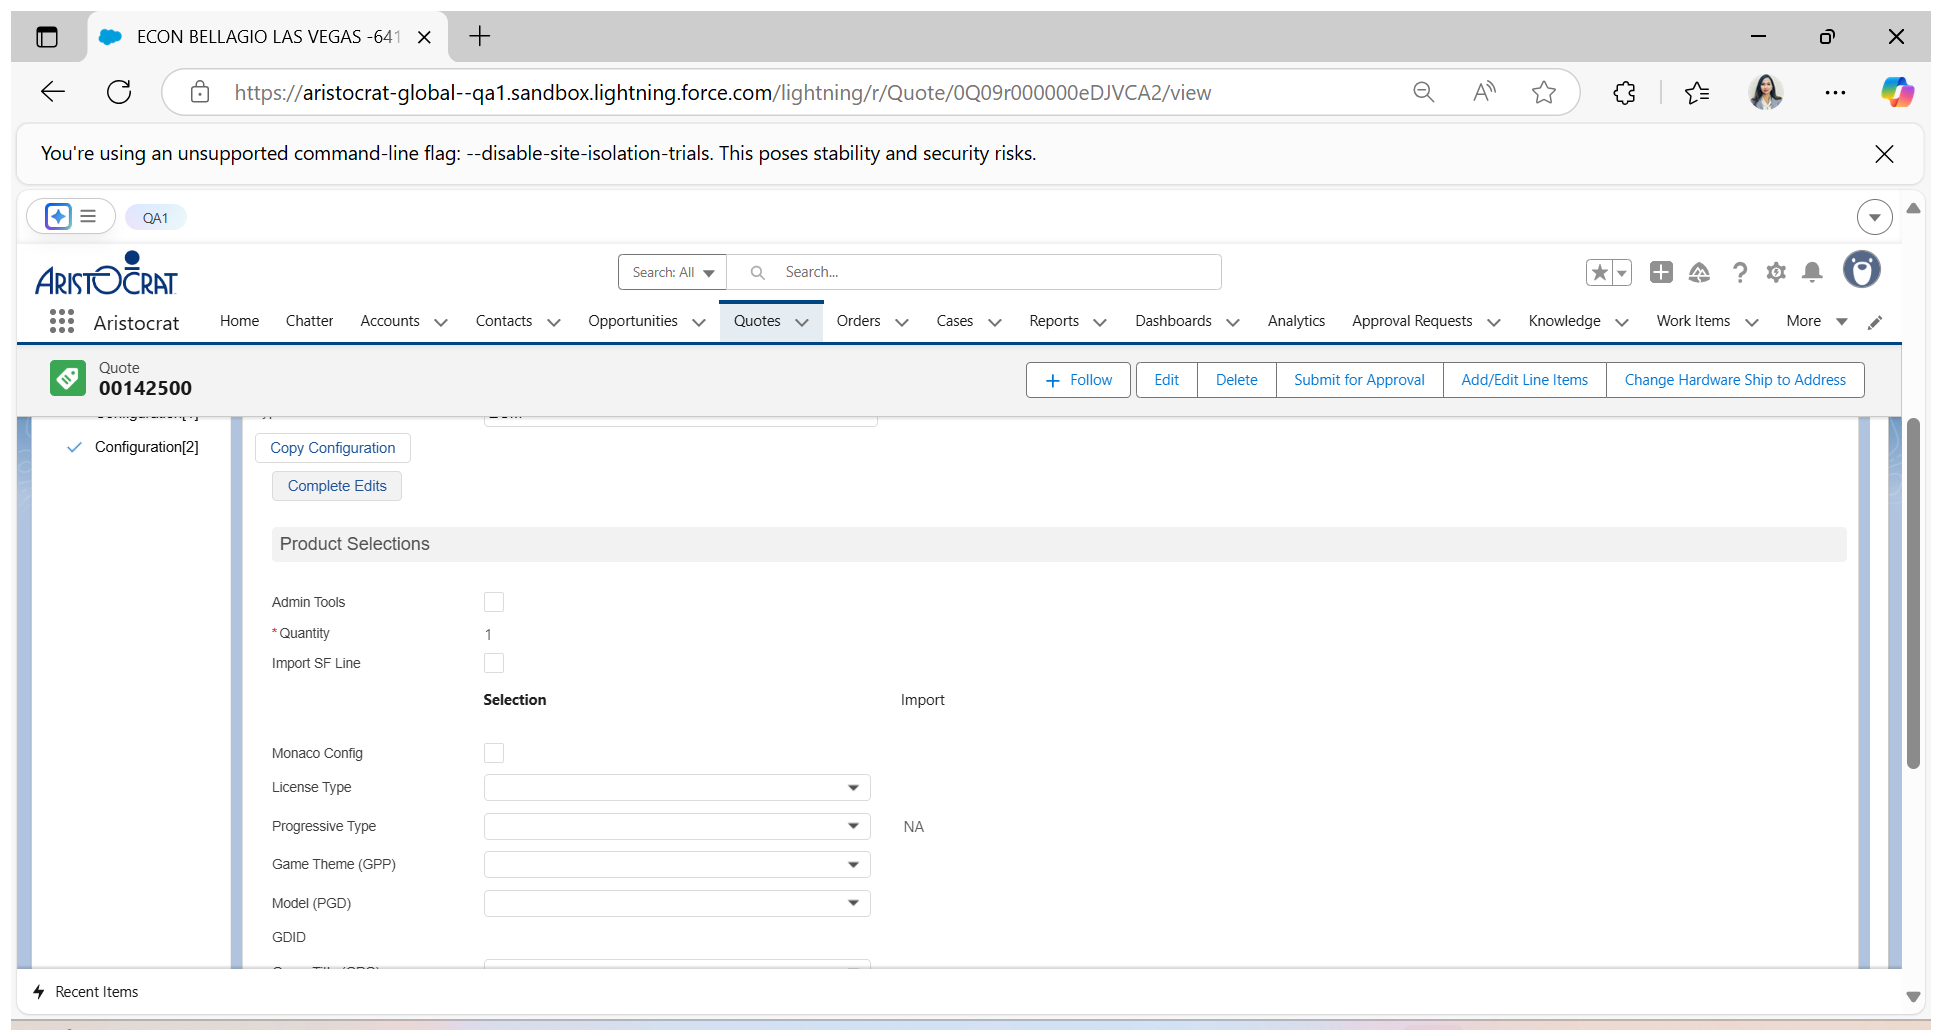 ECON BELLAGIO LAS VEGAS -641
https://aristocrat-global--qa1.sandbox.lightning.force.com/lightning/r/Quote/0Q09r000000eDJVCA2/view
You're using an unsupported command-line flag: --disable-site-isolation-trials. This poses stability and security risks.
QA1
ARISTOCRAT
Search: All
Search...
Aristocrat
Home Chatter Accounts Contacts Opportunities Quotes Orders Cases Reports Dashboards Analytics Approval Requests Knowledge Work Items More
Quote
00142500
Follow Edit Delete Submit for Approval Add/Edit Line Items Change Hardware Ship to Address
Configuration[2]
Copy Configuration
Complete Edits
Product Selections
Admin Tools
*Quantity 1
Import SF Line
Selection Import
Monaco Config
License Type
Progressive Type NA
Game Theme (GPP)
Model (PGD)
GDID
Recent Items